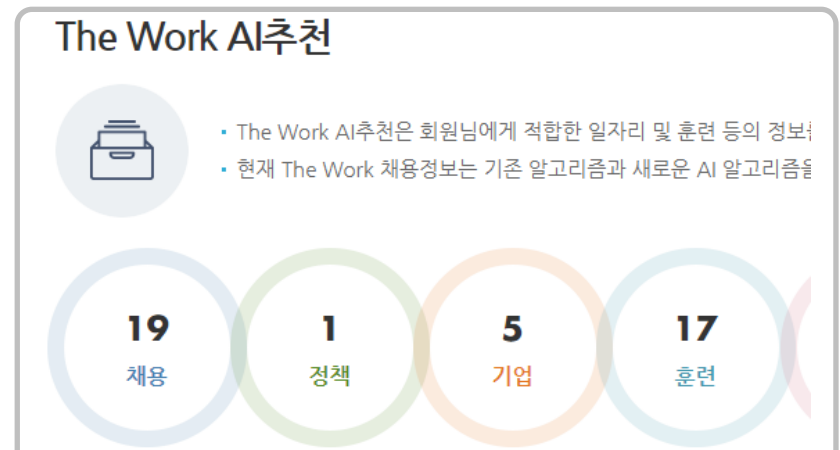 The Work AI추천
· The Work AI추천은 회원님에게 적합한 일자리 및 훈련 등의 정보
· 현재 The Work 채용정보는 기존 알고리즘과 새로운 AI 알고리즘을
19
1
5
17
채용
정책
기업
훈련